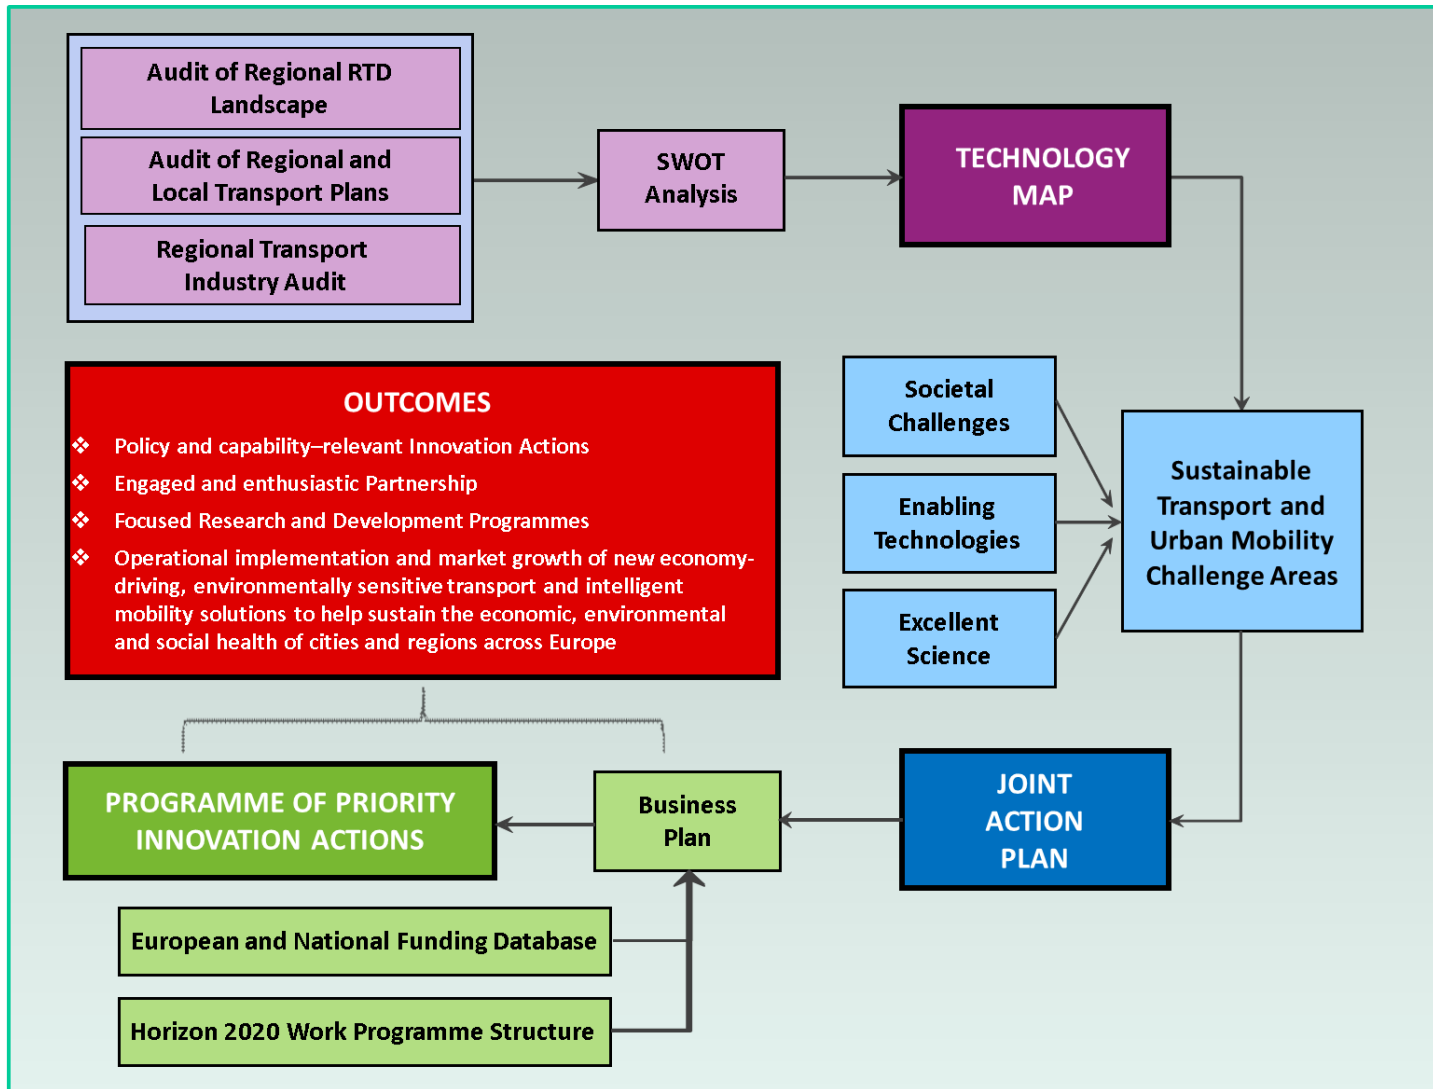 Audit of Regional RTD
Landscape
Audit of Regional and
Local Transport Plans
Regional Transport
Industry Audit
SWOT
Analysis
TECHNOLOGY
MAP
OUTCOMES
❖ Policy and capability–relevant Innovation Actions
❖ Engaged and enthusiastic Partnership
❖ Focused Research and Development Programmes
❖ Operational implementation and market growth of new economy-
driving, environmentally sensitive transport and intelligent
mobility solutions to help sustain the economic, environmental
and social health of cities and regions across Europe
Societal
Challenges
Enabling
Technologies
Excellent
Science
Sustainable
Transport and
Urban Mobility
Challenge Areas
PROGRAMME OF PRIORITY
INNOVATION ACTIONS
Business
Plan
JOINT
ACTION
PLAN
European and National Funding Database
Horizon 2020 Work Programme Structure